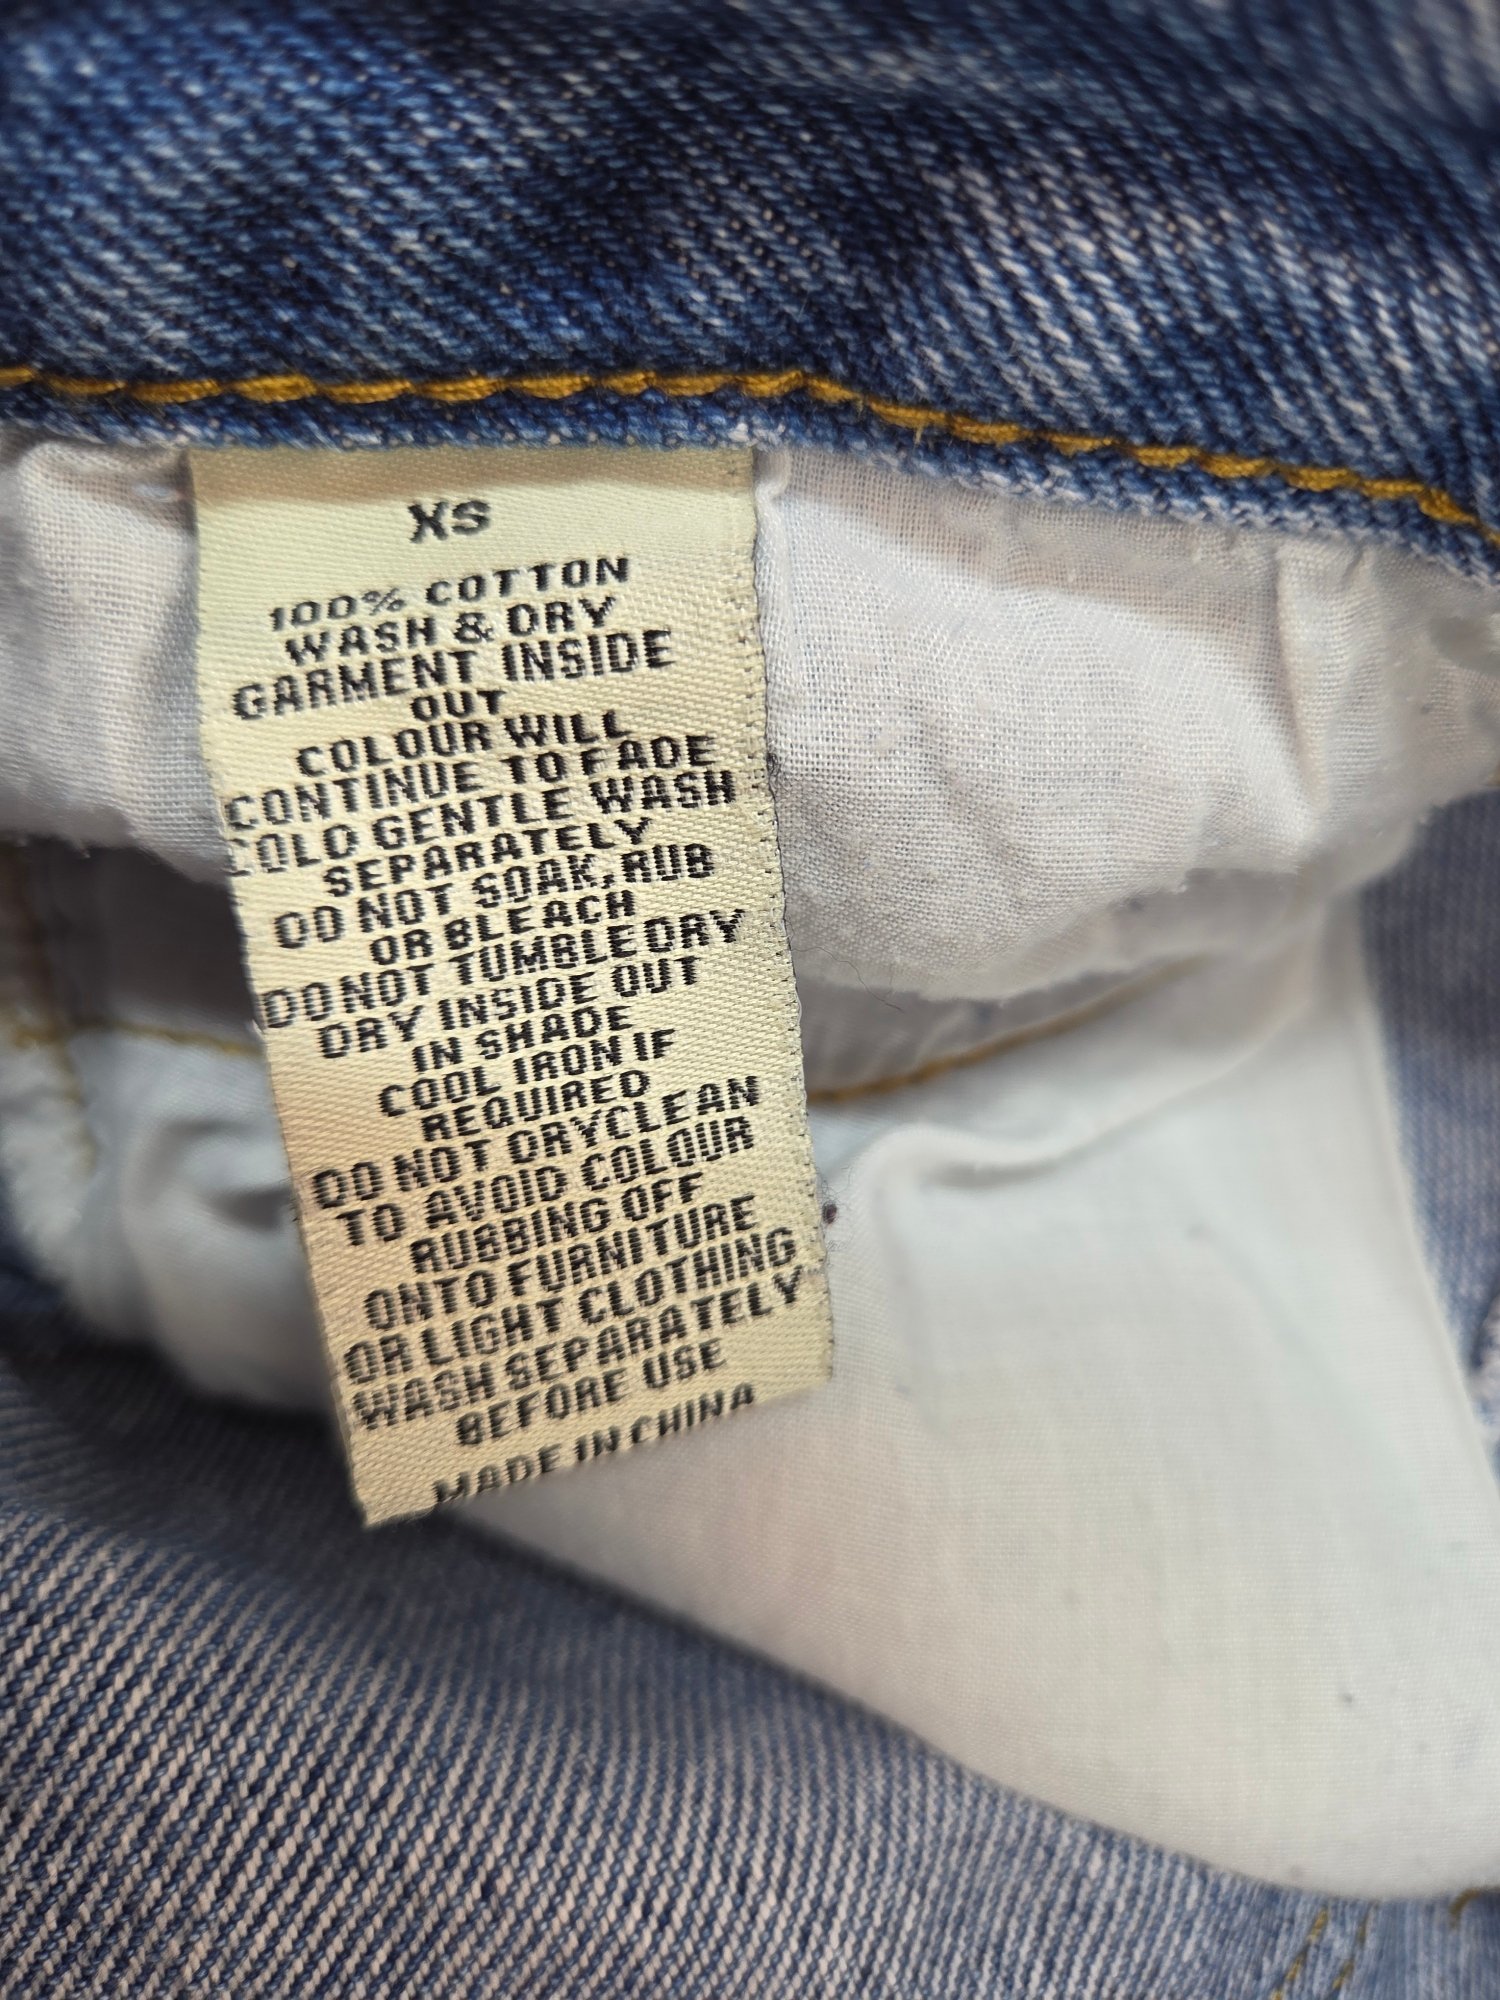 XS
100% COTTON
WASH & DRY
GARMENT INSIDE
OUT
COLOUR WILL
CONTINUE TO FADE
COLD GENTLE WASH
SEPARATELY
DO NOT SOAK, RUB
OR BLEACH
DO NOT TUMBLE DRY
DRY INSIDE OUT
IN SHADE
COOL IRON IF
REQUIRED
DO NOT DRYCLEAN
TO AVOID COLOUR
RUBBING OFF
ONTO FURNITURE
OR LIGHT CLOTHING
WASH SEPARATELY
BEFORE USE
MADE IN CHINA